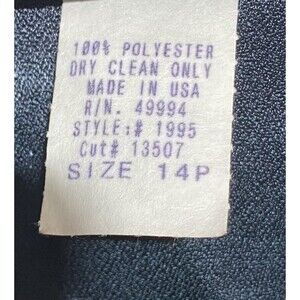 100% POLYESTER
DRY CLEAN ONLY
MADE IN USA
R/N. 49994
STYLE:# 1995
Cut# 13507
SIZE 14P